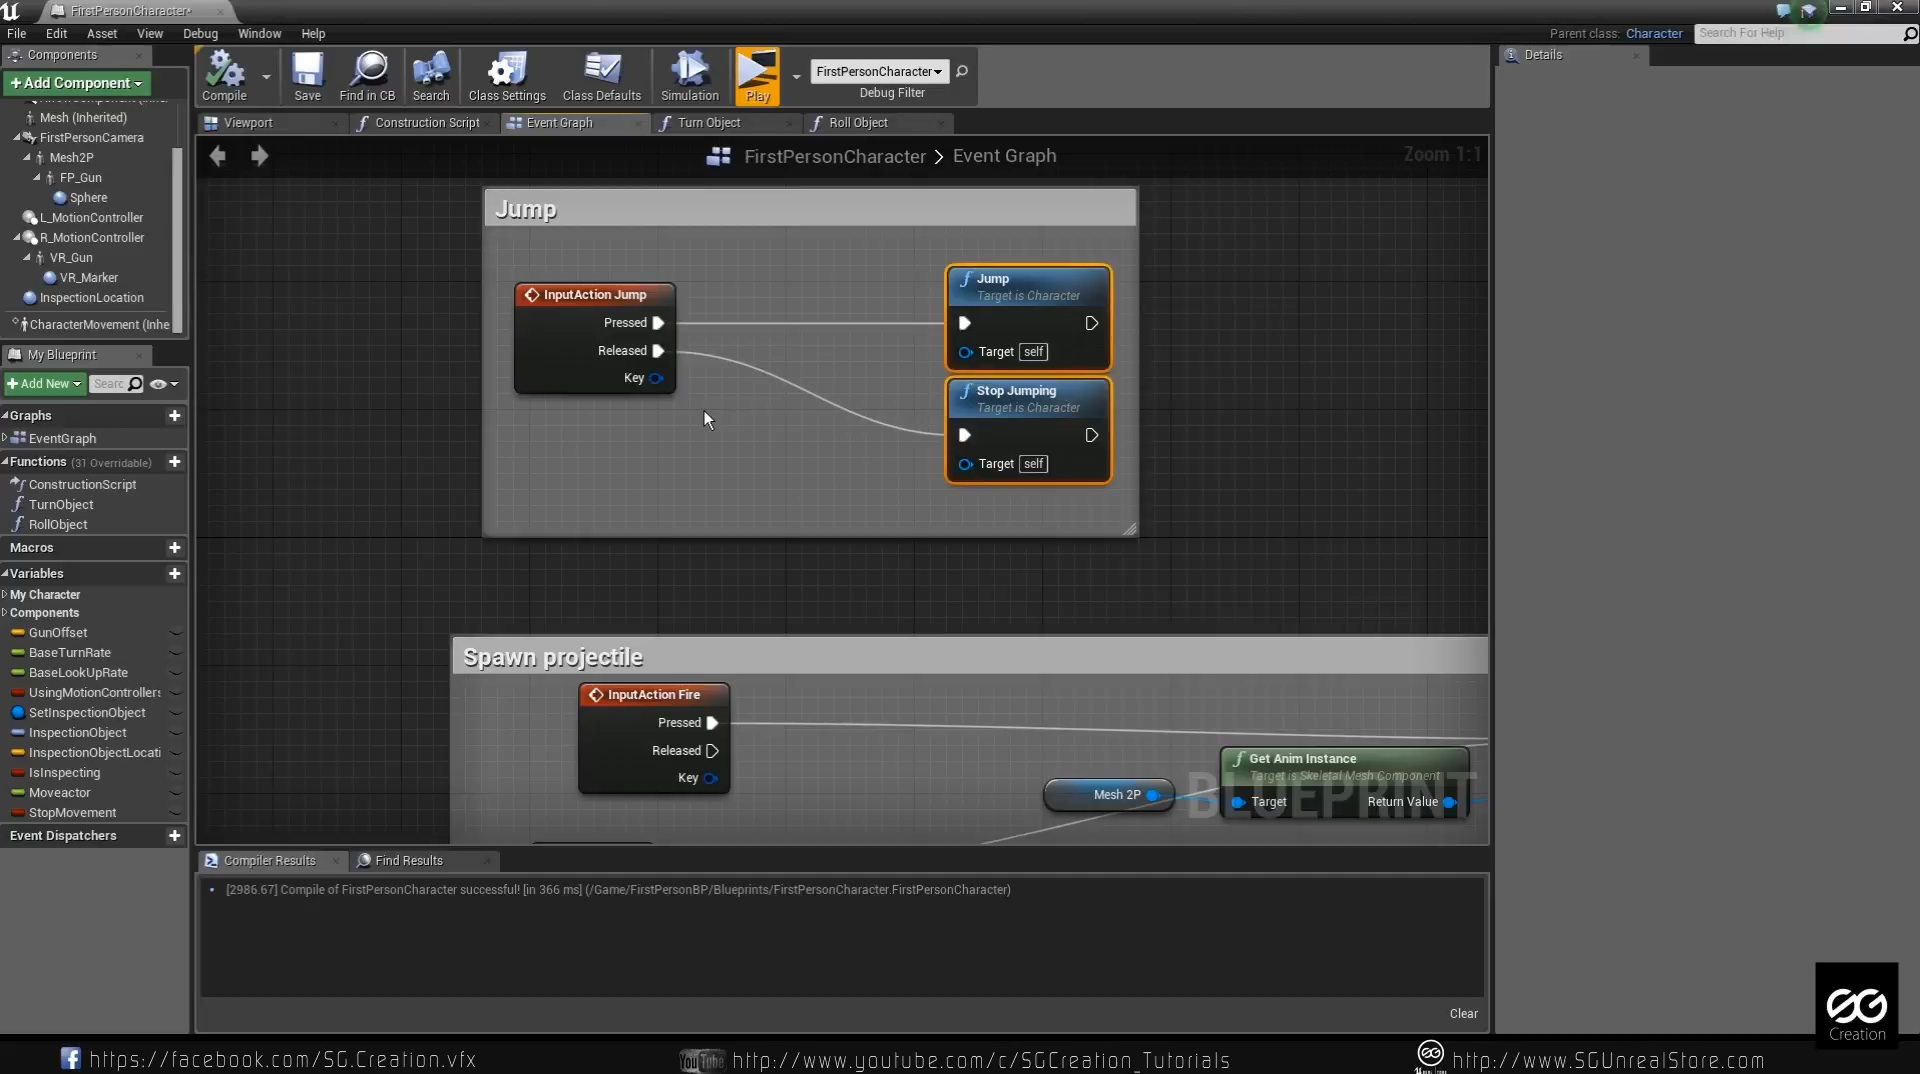 FirstPersonCharacter*
File Edit Asset View Debug Window Help
Parent class: Character Search For Help
Components
Add Component
Mesh (Inherited)
FirstPersonCamera
Mesh2P
FP_Gun
Sphere
L_MotionController
R_MotionController
VR_Gun
VR_Marker
InspectionLocation
CharacterMovement (Inhe
Compile Save Find in CB Search Class Settings Class Defaults Simulation Play
FirstPersonCharacter
Debug Filter
Details
Viewport Construction Script Event Graph Turn Object Roll Object
FirstPersonCharacter > Event Graph
Zoom 1:1
My Blueprint
Add New Searc
Graphs
EventGraph
Functions (31 Overridable)
ConstructionScript
TurnObject
RollObject
Macros
Variables
My Character
Components
GunOffset
BaseTurnRate
BaseLookUpRate
UsingMotionControllers
SetInspectionObject
InspectionObject
InspectionObjectLocati
IsInspecting
Moveactor
StopMovement
Event Dispatchers
Jump
InputAction Jump
Pressed
Released
Key
Jump
Target is Character
Target self
Stop Jumping
Target is Character
Target self
Spawn projectile
InputAction Fire
Pressed
Released
Key
Mesh 2P
Get Anim Instance
Target is Skeletal Mesh Component
Target Return Value
BLUEPRINT
Compiler Results Find Results
[2986.67] Compile of FirstPersonCharacter successful! [in 366 ms] (/Game/FirstPersonBP/Blueprints/FirstPersonCharacter.FirstPersonCharacter)
Clear
SG
Creation
https://facebook.com/SG.Creation.vfx
YouTube http://www.youtube.com/c/SGCreation_Tutorials
http://www.SGUnrealStore.com